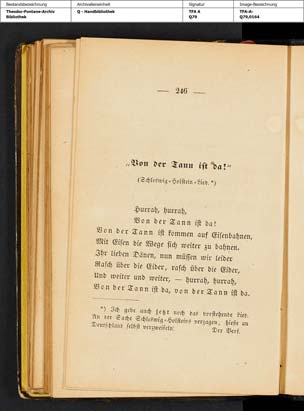 Bestandsbezeichnung
Archivalieneinheit
Signatur
Image-Bezeichnung
Theodor-Fontane-Archiv
Bibliothek
Q - Handbibliothek
TFA A
Q79
TFA-A-
Q79,0164
— 246 —
„Von der Tann ist da!“
(Schleswig-Holstein-Lied.*)
Hurrah, hurrah,
Von der Tann ist da!
Von der Tann ist kommen auf Eisenbahnen,
Mit Eisen die Wege sich weiter zu bahnen.
Ihr lieben Dänen, nun müssen wir leider
Rasch über die Eider, rasch über die Eider,
Und weiter und weiter, — hurrah, hurrah,
Von der Tann ist da, von der Tann ist da.
*) Ich gebe auch jetzt noch das vorstehende Lied.
An der Sache Schleswig-Holsteins verzagen, hieße an
Deutschland selbst verzweifeln. Der Verf.